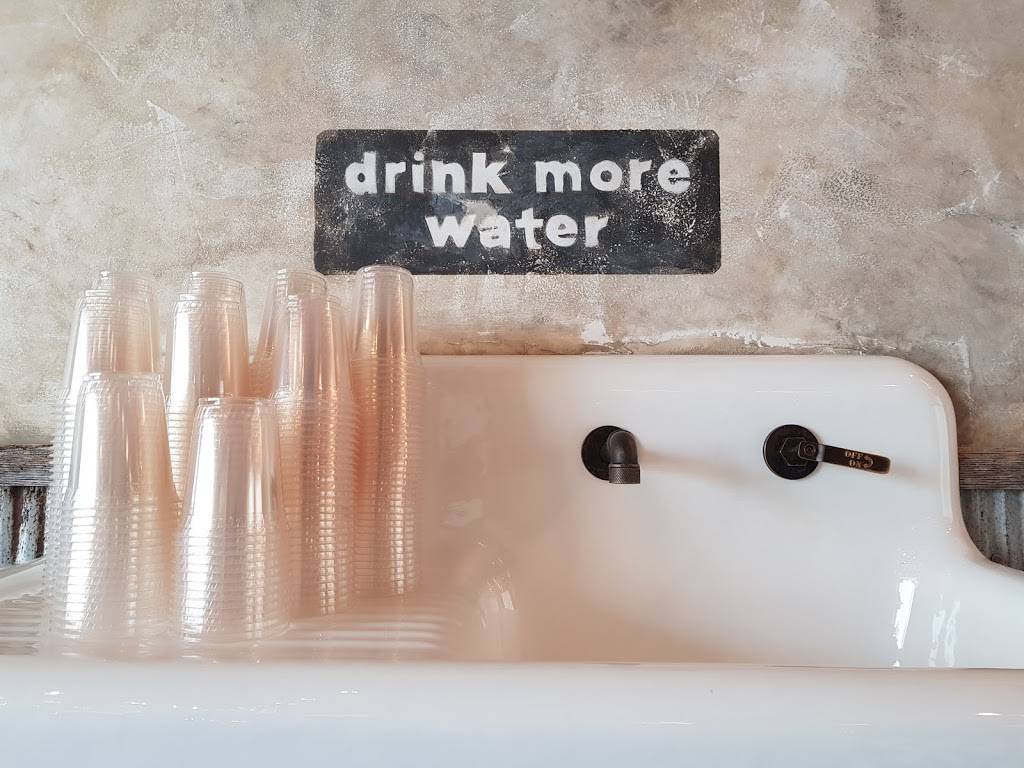 drink more
water
OFF
ON